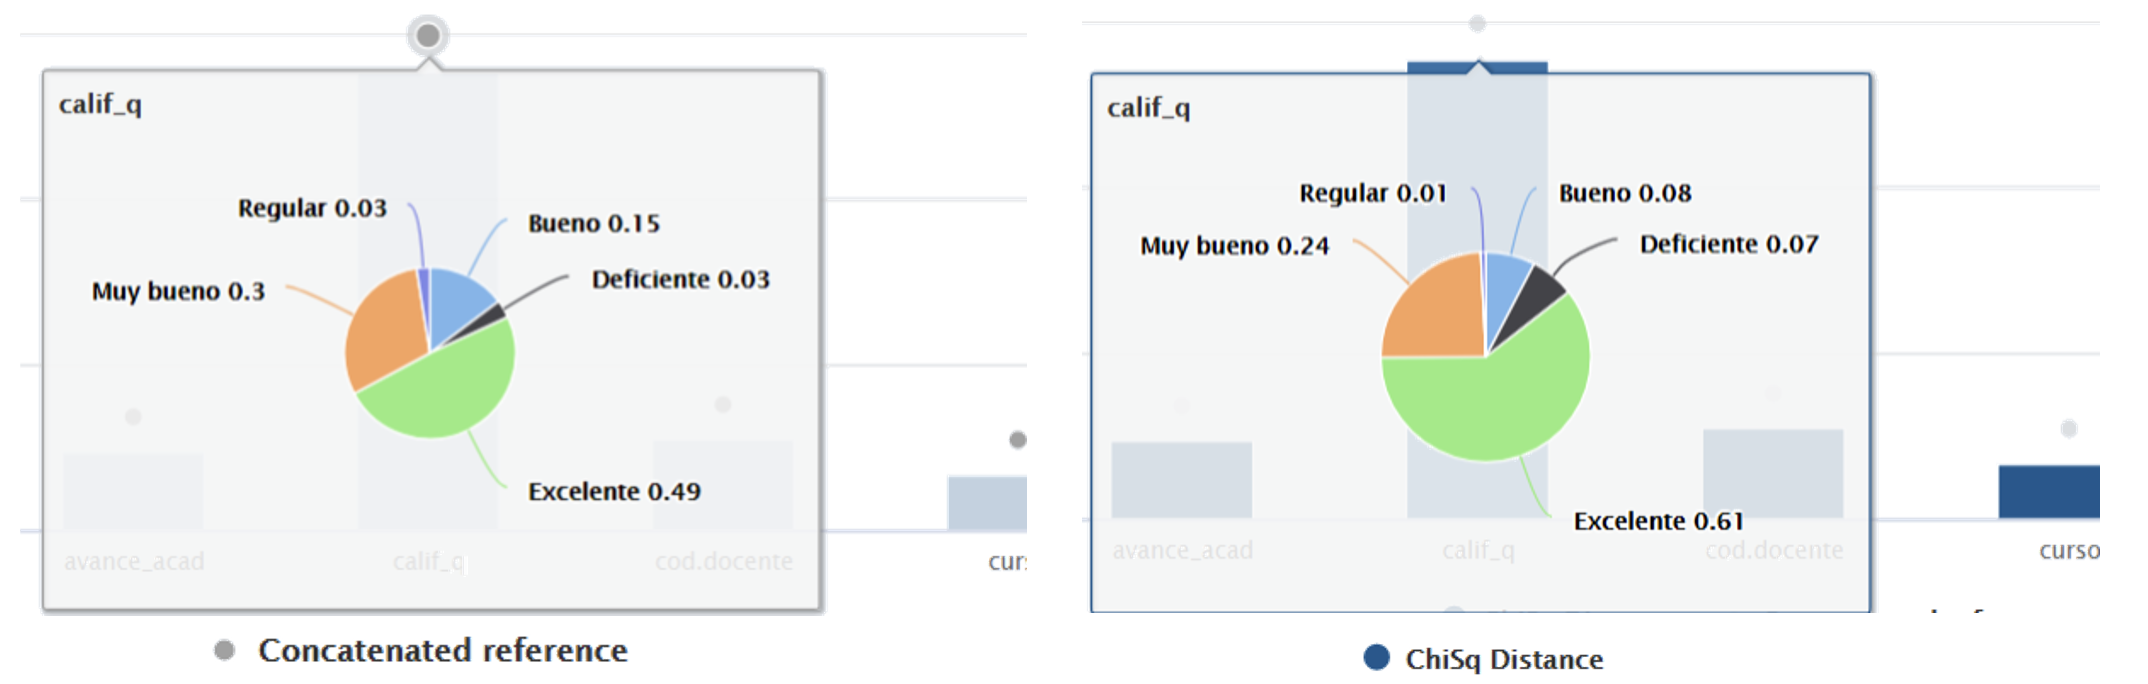 calif_q
Regular 0.03
Bueno 0.15
Deficiente 0.03
Muy bueno 0.3
Excelente 0.49
avance_acad
calif_q
cod.docente
cur
Concatenated reference
calif_q
Regular 0.01
Bueno 0.08
Muy bueno 0.24
Deficiente 0.07
Excelente 0.61
avance_acad
calif_q
cod.docente
curso
ChiSq Distance